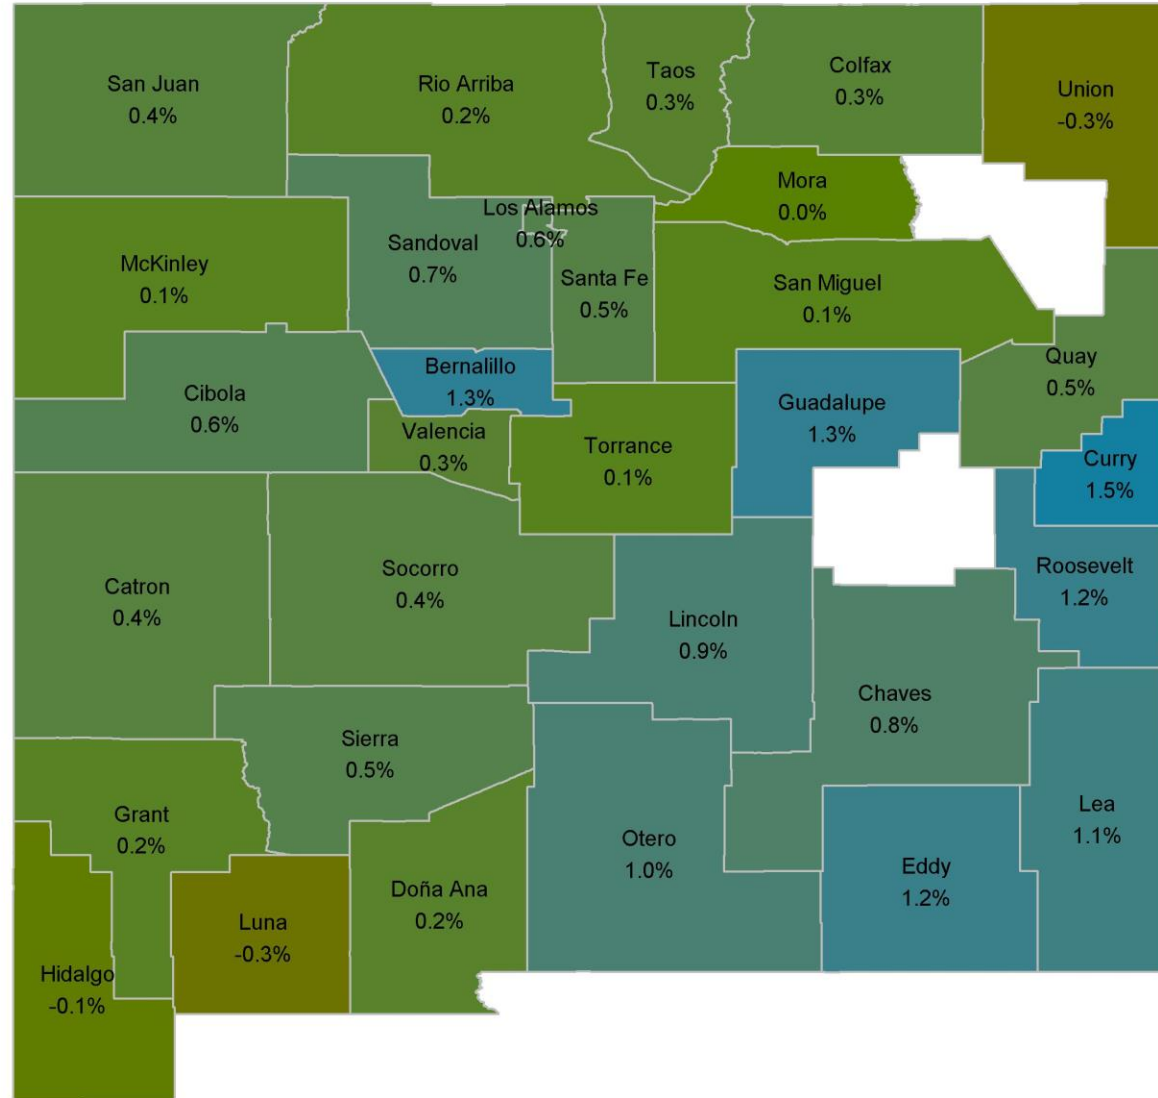 San Juan
0.4%
Rio Arriba
0.2%
Taos
0.3%
Colfax
0.3%
Union
-0.3%
Mora
0.0%
Los Alamos
0.6%
Sandoval
0.7%
Santa Fe
0.5%
McKinley
0.1%
San Miguel
0.1%
Quay
0.5%
Bernalillo
1.3%
Cibola
0.6%
Guadalupe
1.3%
Valencia
0.3%
Torrance
0.1%
Curry
1.5%
Catron
0.4%
Socorro
0.4%
Roosevelt
1.2%
Lincoln
0.9%
Chaves
0.8%
Sierra
0.5%
Grant
0.2%
Otero
1.0%
Lea
1.1%
Eddy
1.2%
Doña Ana
0.2%
Luna
-0.3%
Hidalgo
-0.1%